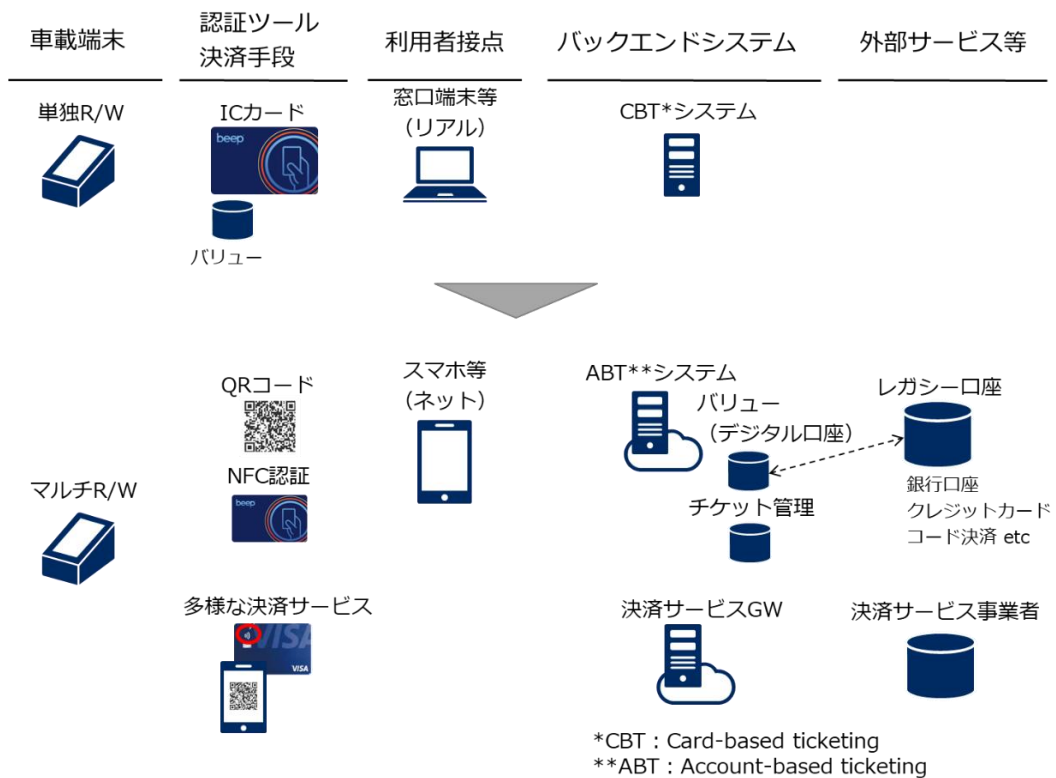 車載端末
認証ツール
決済手段
利用者接点
バックエンドシステム
外部サービス等
単独R/W
ICカード
窓口端末等
（リアル）
CBT*システム
beep
バリュー
QRコード
スマホ等
（ネット）
ABT**システム
バリュー
（デジタル口座）
レガシー口座
マルチR/W
NFC認証
beep
チケット管理
銀行口座
クレジットカード
コード決済 etc
多様な決済サービス
VISA
VISA
決済サービスGW
決済サービス事業者
*CBT：Card-based ticketing
**ABT：Account-based ticketing